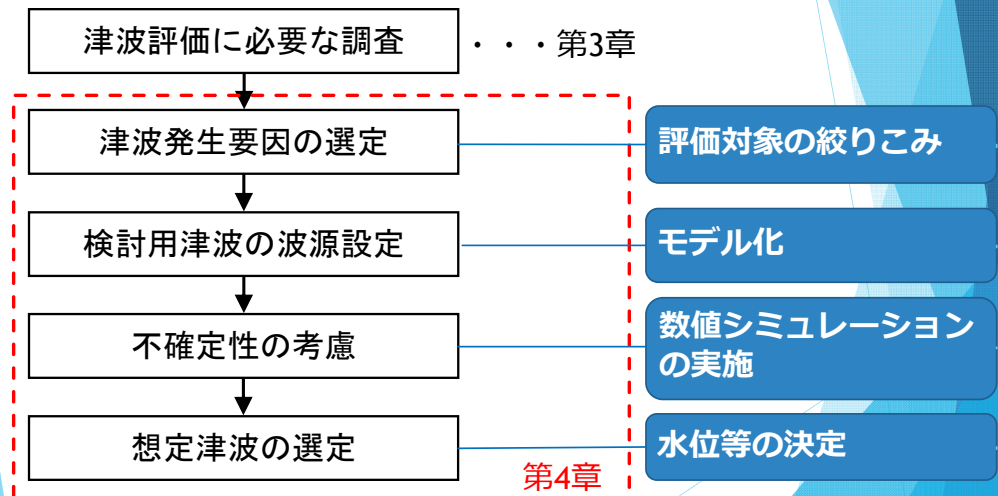 津波評価に必要な調査
・・・第3章
津波発生要因の選定
評価対象の絞りこみ
検討用津波の波源設定
モデル化
不確定性の考慮
数値シミュレーション
の実施
想定津波の選定
水位等の決定
第4章